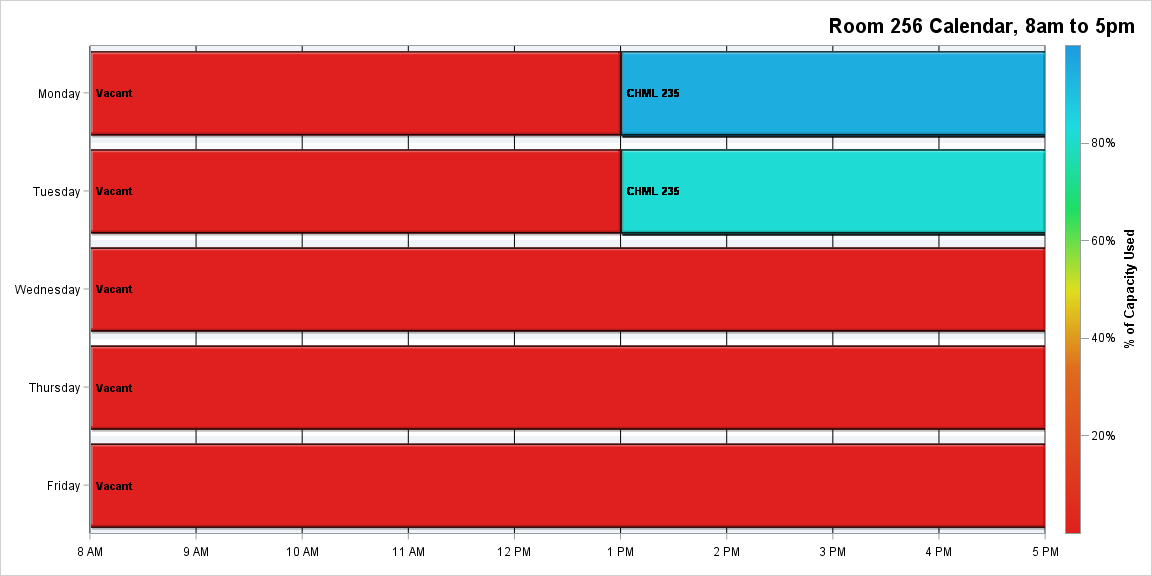 Room 256 Calendar, 8am to 5pm
Monday
Vacant
CHML 235
Tuesday
Vacant
CHML 235
Wednesday
Vacant
Thursday
Vacant
Friday
Vacant
8 AM 9 AM 10 AM 11 AM 12 PM 1 PM 2 PM 3 PM 4 PM 5 PM
80%
60%
40%
20%
% of Capacity Used